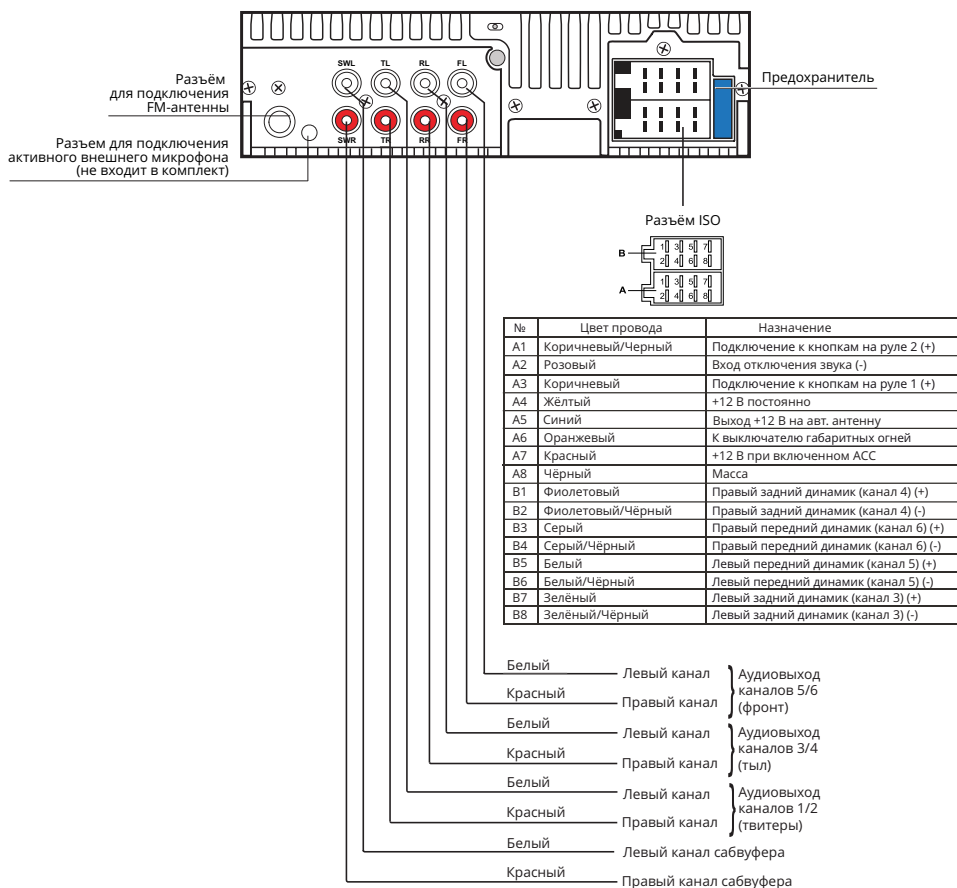 SWL TL RL FL
SWR TR RR FR
Разъём
для подключения
FM-антенны
Разъем для подключения
активного внешнего микрофона
(не входит в комплект)
Предохранитель
Разъём ISO
B
1 3 5 7
2 4 6 8
A
1 3 5 7
2 4 6 8
№ Цвет провода Назначение
A1 Коричневый/Черный Подключение к кнопкам на руле 2 (+)
A2 Розовый Вход отключения звука (-)
A3 Коричневый Подключение к кнопкам на руле 1 (+)
A4 Жёлтый +12 В постоянно
A5 Синий Выход +12 В на авт. антенну
A6 Оранжевый К выключателю габаритных огней
A7 Красный +12 В при включенном ACC
A8 Чёрный Масса
B1 Фиолетовый Правый задний динамик (канал 4) (+)
B2 Фиолетовый/Чёрный Правый задний динамик (канал 4) (-)
B3 Серый Правый передний динамик (канал 6) (+)
B4 Серый/Чёрный Правый передний динамик (канал 6) (-)
B5 Белый Левый передний динамик (канал 5) (+)
B6 Белый/Чёрный Левый передний динамик (канал 5) (-)
B7 Зелёный Левый задний динамик (канал 3) (+)
B8 Зелёный/Чёрный Левый задний динамик (канал 3) (-)
Белый Левый канал
Красный Правый канал
Аудиовыход
каналов 5/6
(фронт)
Белый Левый канал
Красный Правый канал
Аудиовыход
каналов 3/4
(тыл)
Белый Левый канал
Красный Правый канал
Аудиовыход
каналов 1/2
(твитеры)
Белый Левый канал сабвуфера
Красный Правый канал сабвуфера